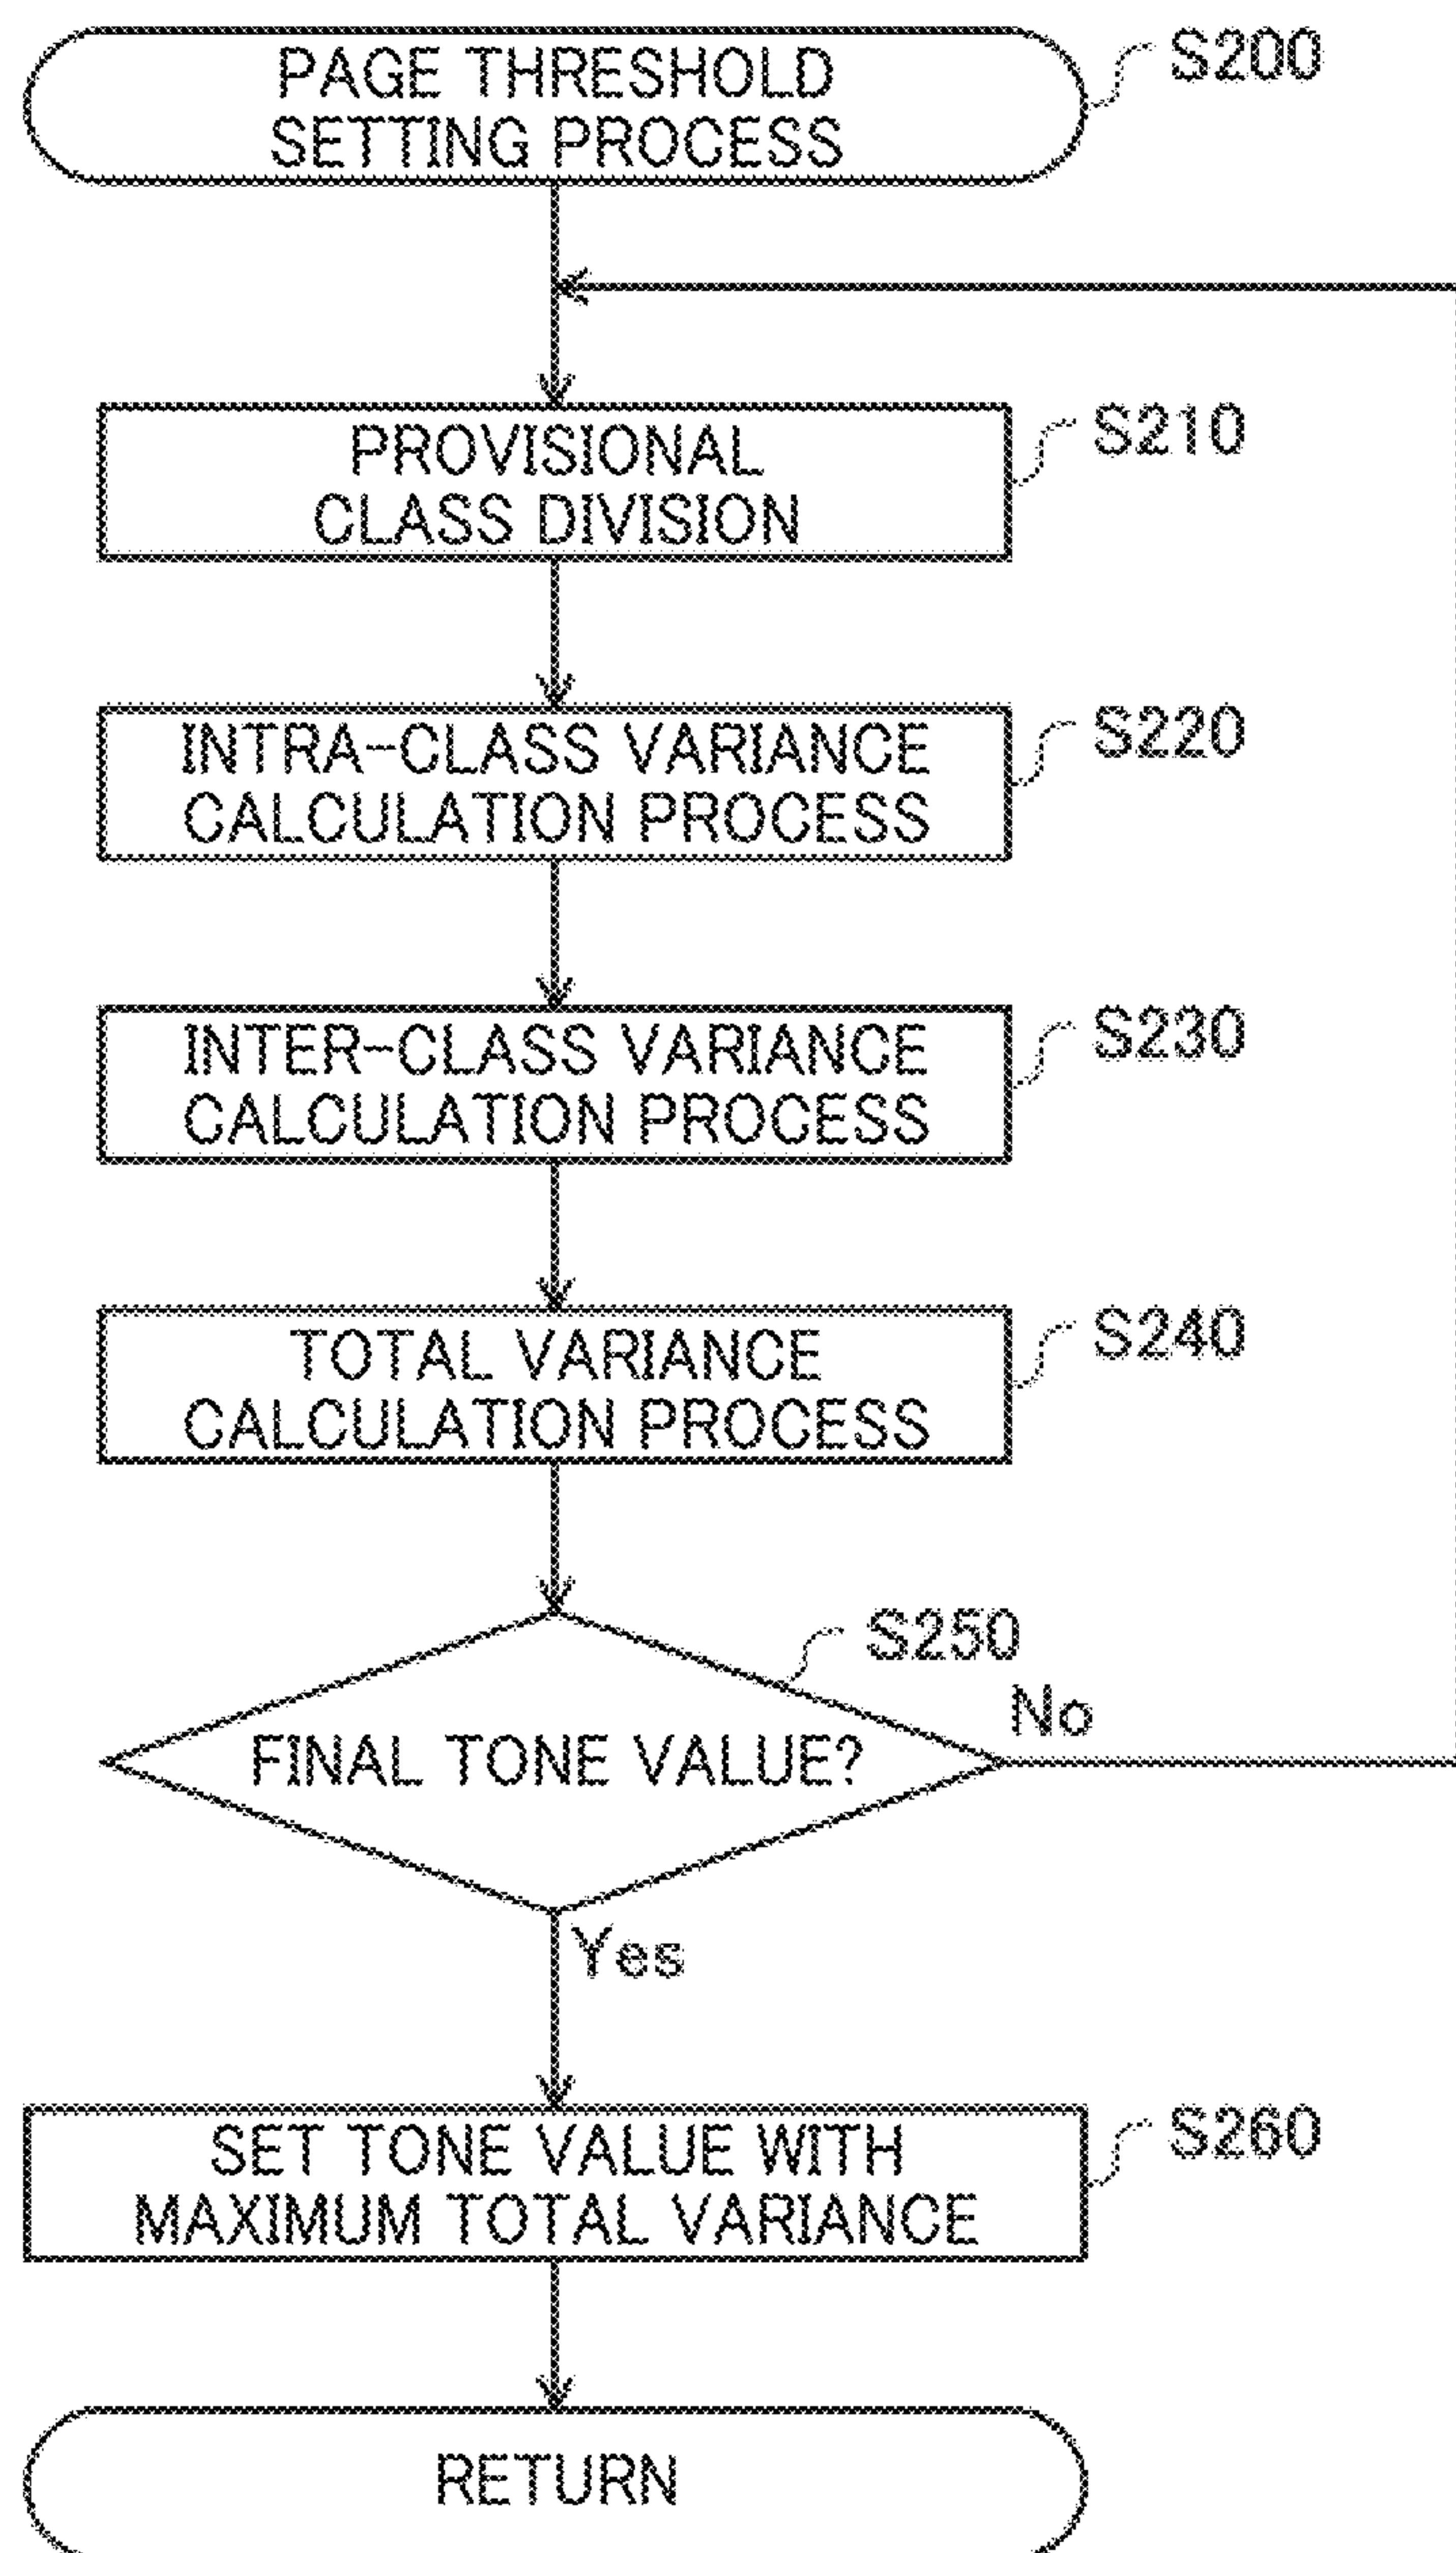 PAGE THRESHOLD
SETTING PROCESS
S200
PROVISIONAL
CLASS DIVISION
S210
INTRA-CLASS VARIANCE
CALCULATION PROCESS
S220
INTER-CLASS VARIANCE
CALCULATION PROCESS
S230
TOTAL VARIANCE
CALCULATION PROCESS
S240
S250
FINAL TONE VALUE?
No
Yes
SET TONE VALUE WITH
MAXIMUM TOTAL VARIANCE
S260
RETURN